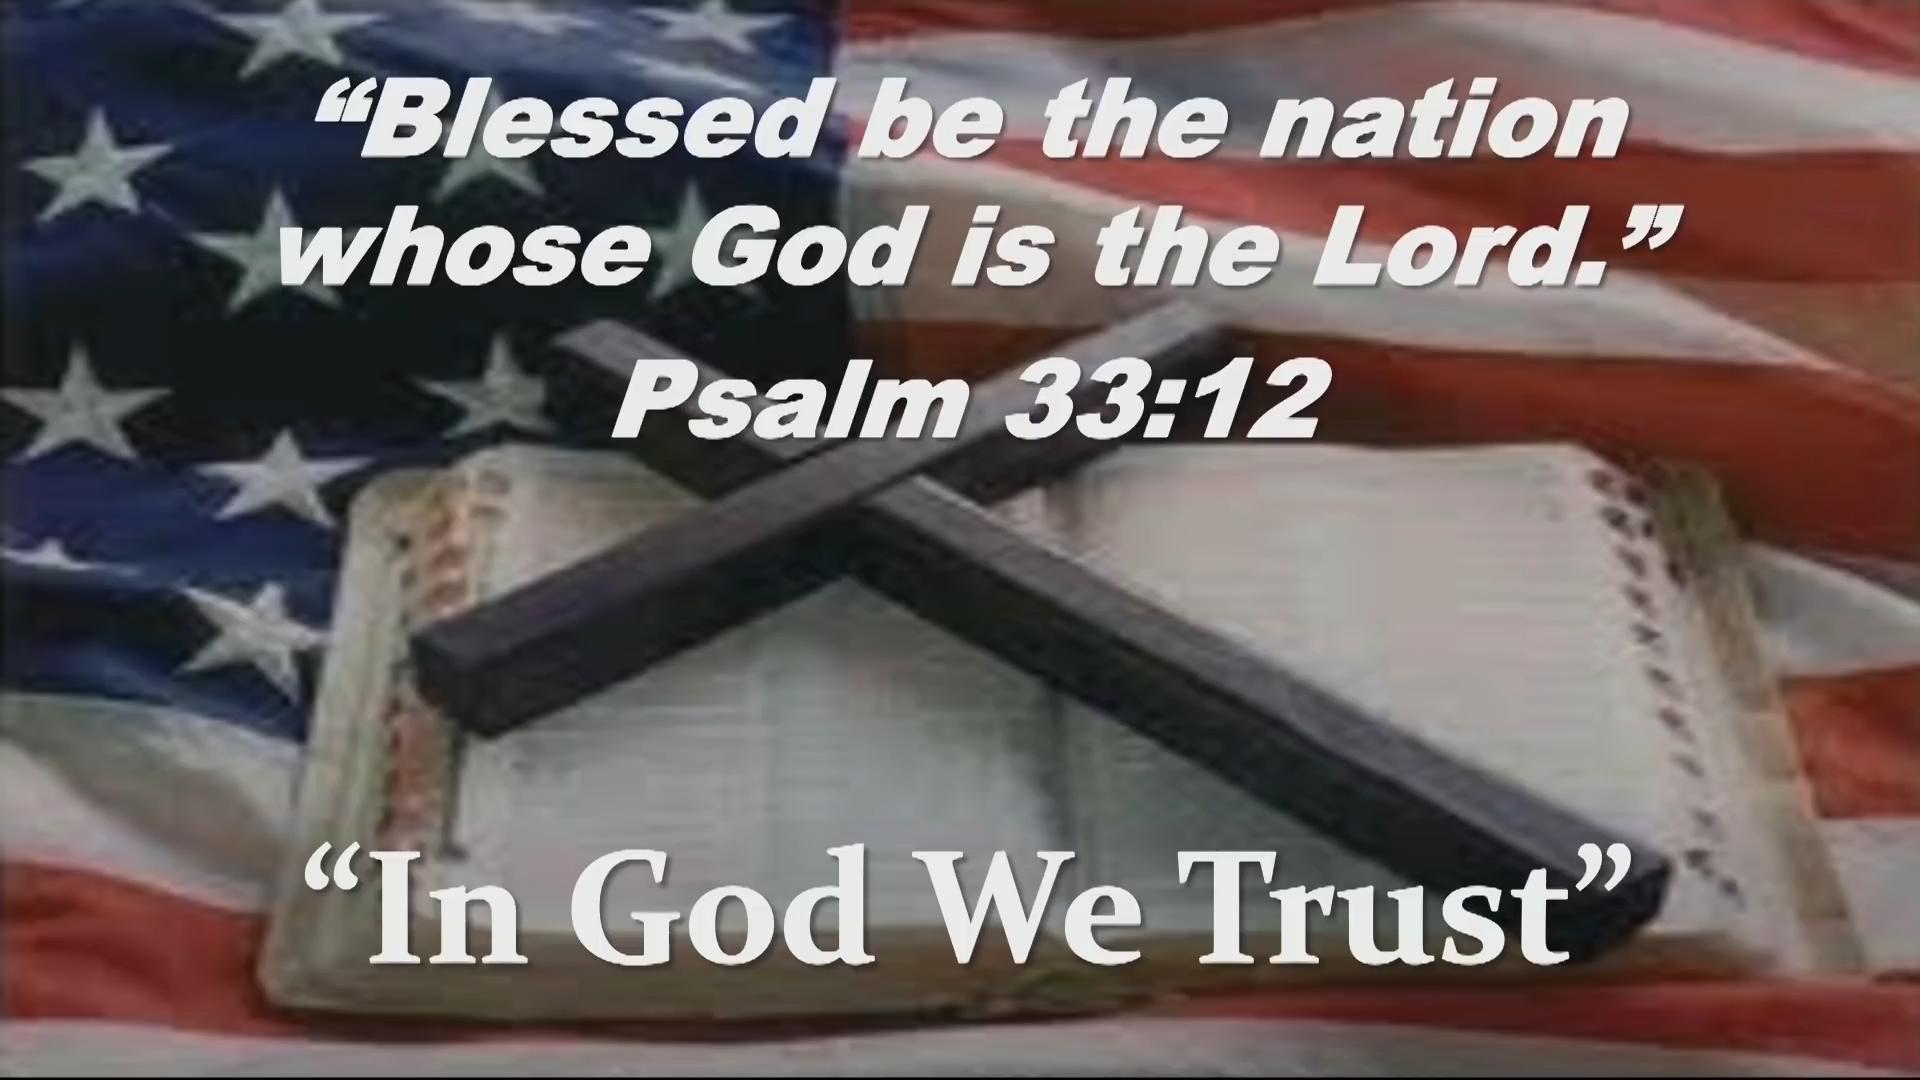 “Blessed be the nation
whose God is the Lord.”
Psalm 33:12
“In God We Trust”